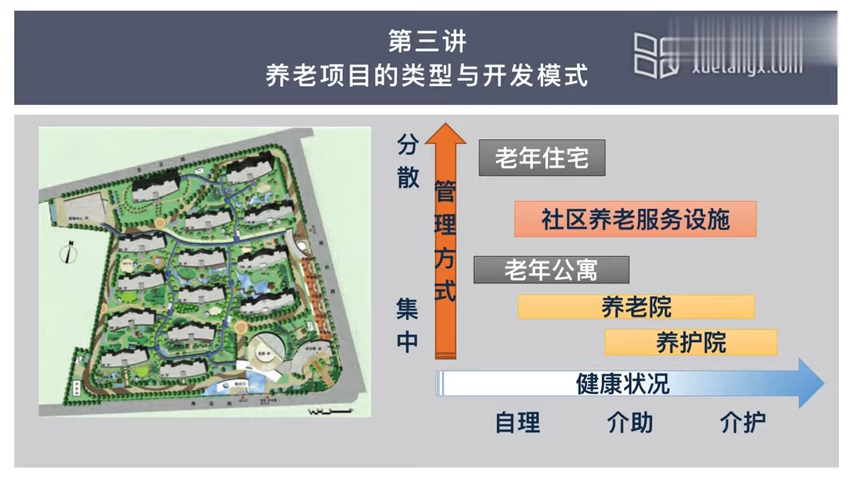 第三讲
养老项目的类型与开发模式
xuetangx.com
分散
管理方式
集中
老年住宅
社区养老服务设施
老年公寓
养老院
养护院
健康状况
自理 介助 介护